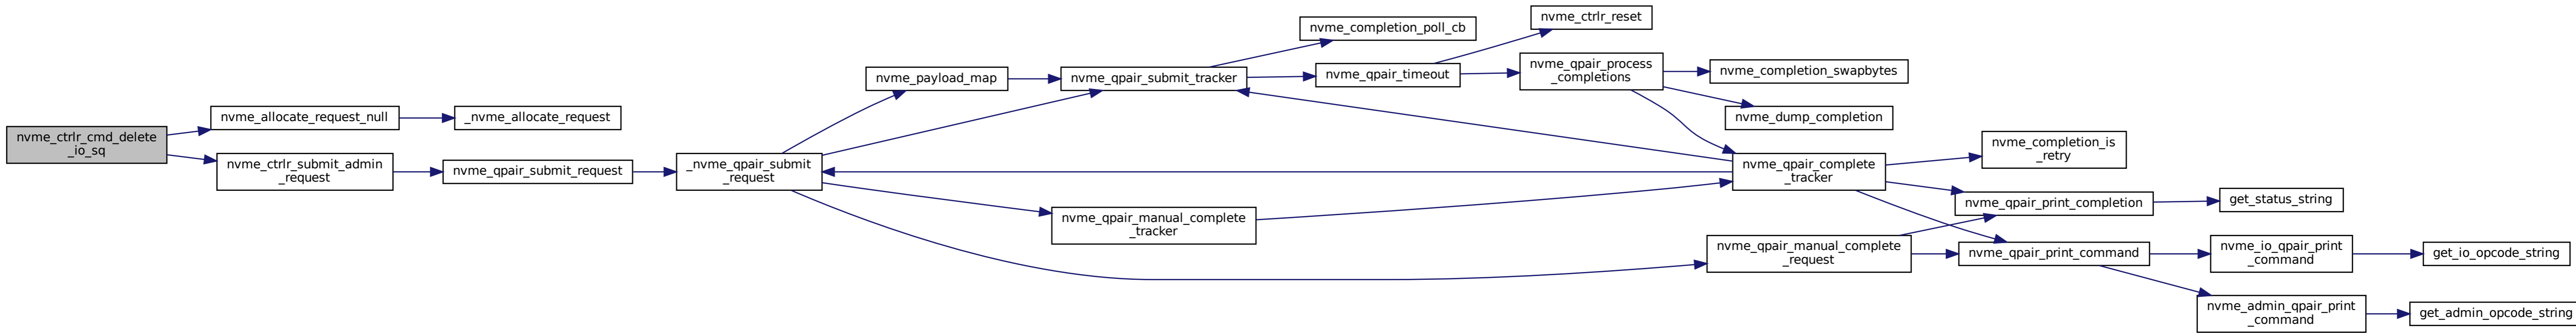 nvme_ctrlr_cmd_delete
_io_sq
nvme_allocate_request_null
_nvme_allocate_request
nvme_ctrlr_submit_admin
_request
nvme_qpair_submit_request
_nvme_qpair_submit
_request
nvme_payload_map
nvme_qpair_submit_tracker
nvme_completion_poll_cb
nvme_qpair_timeout
nvme_ctrlr_reset
nvme_qpair_process
_completions
nvme_completion_swapbytes
nvme_dump_completion
nvme_qpair_complete
_tracker
nvme_completion_is
_retry
nvme_qpair_print_completion
get_status_string
nvme_qpair_manual_complete
_tracker
nvme_qpair_manual_complete
_request
nvme_qpair_print_command
nvme_io_qpair_print
_command
get_io_opcode_string
nvme_admin_qpair_print
_command
get_admin_opcode_string